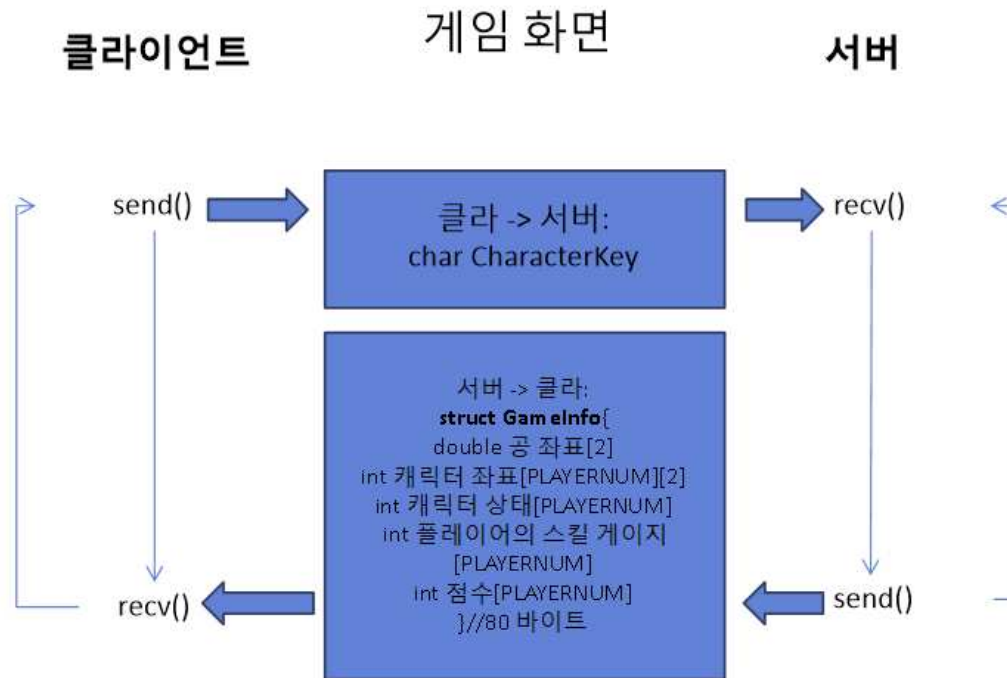 게임 화면
클라이언트
서버
send()
클라 -> 서버:
char CharacterKey
recv()
서버 -> 클라:
struct GameInfo{
double 공 좌표[2]
int 캐릭터 좌표[PLAYERNUM][2]
int 캐릭터 상태[PLAYERNUM]
int 플레이어의 스킬 게이지
[PLAYERNUM]
int 점수[PLAYERNUM]
}//80 바이트
recv()
send()